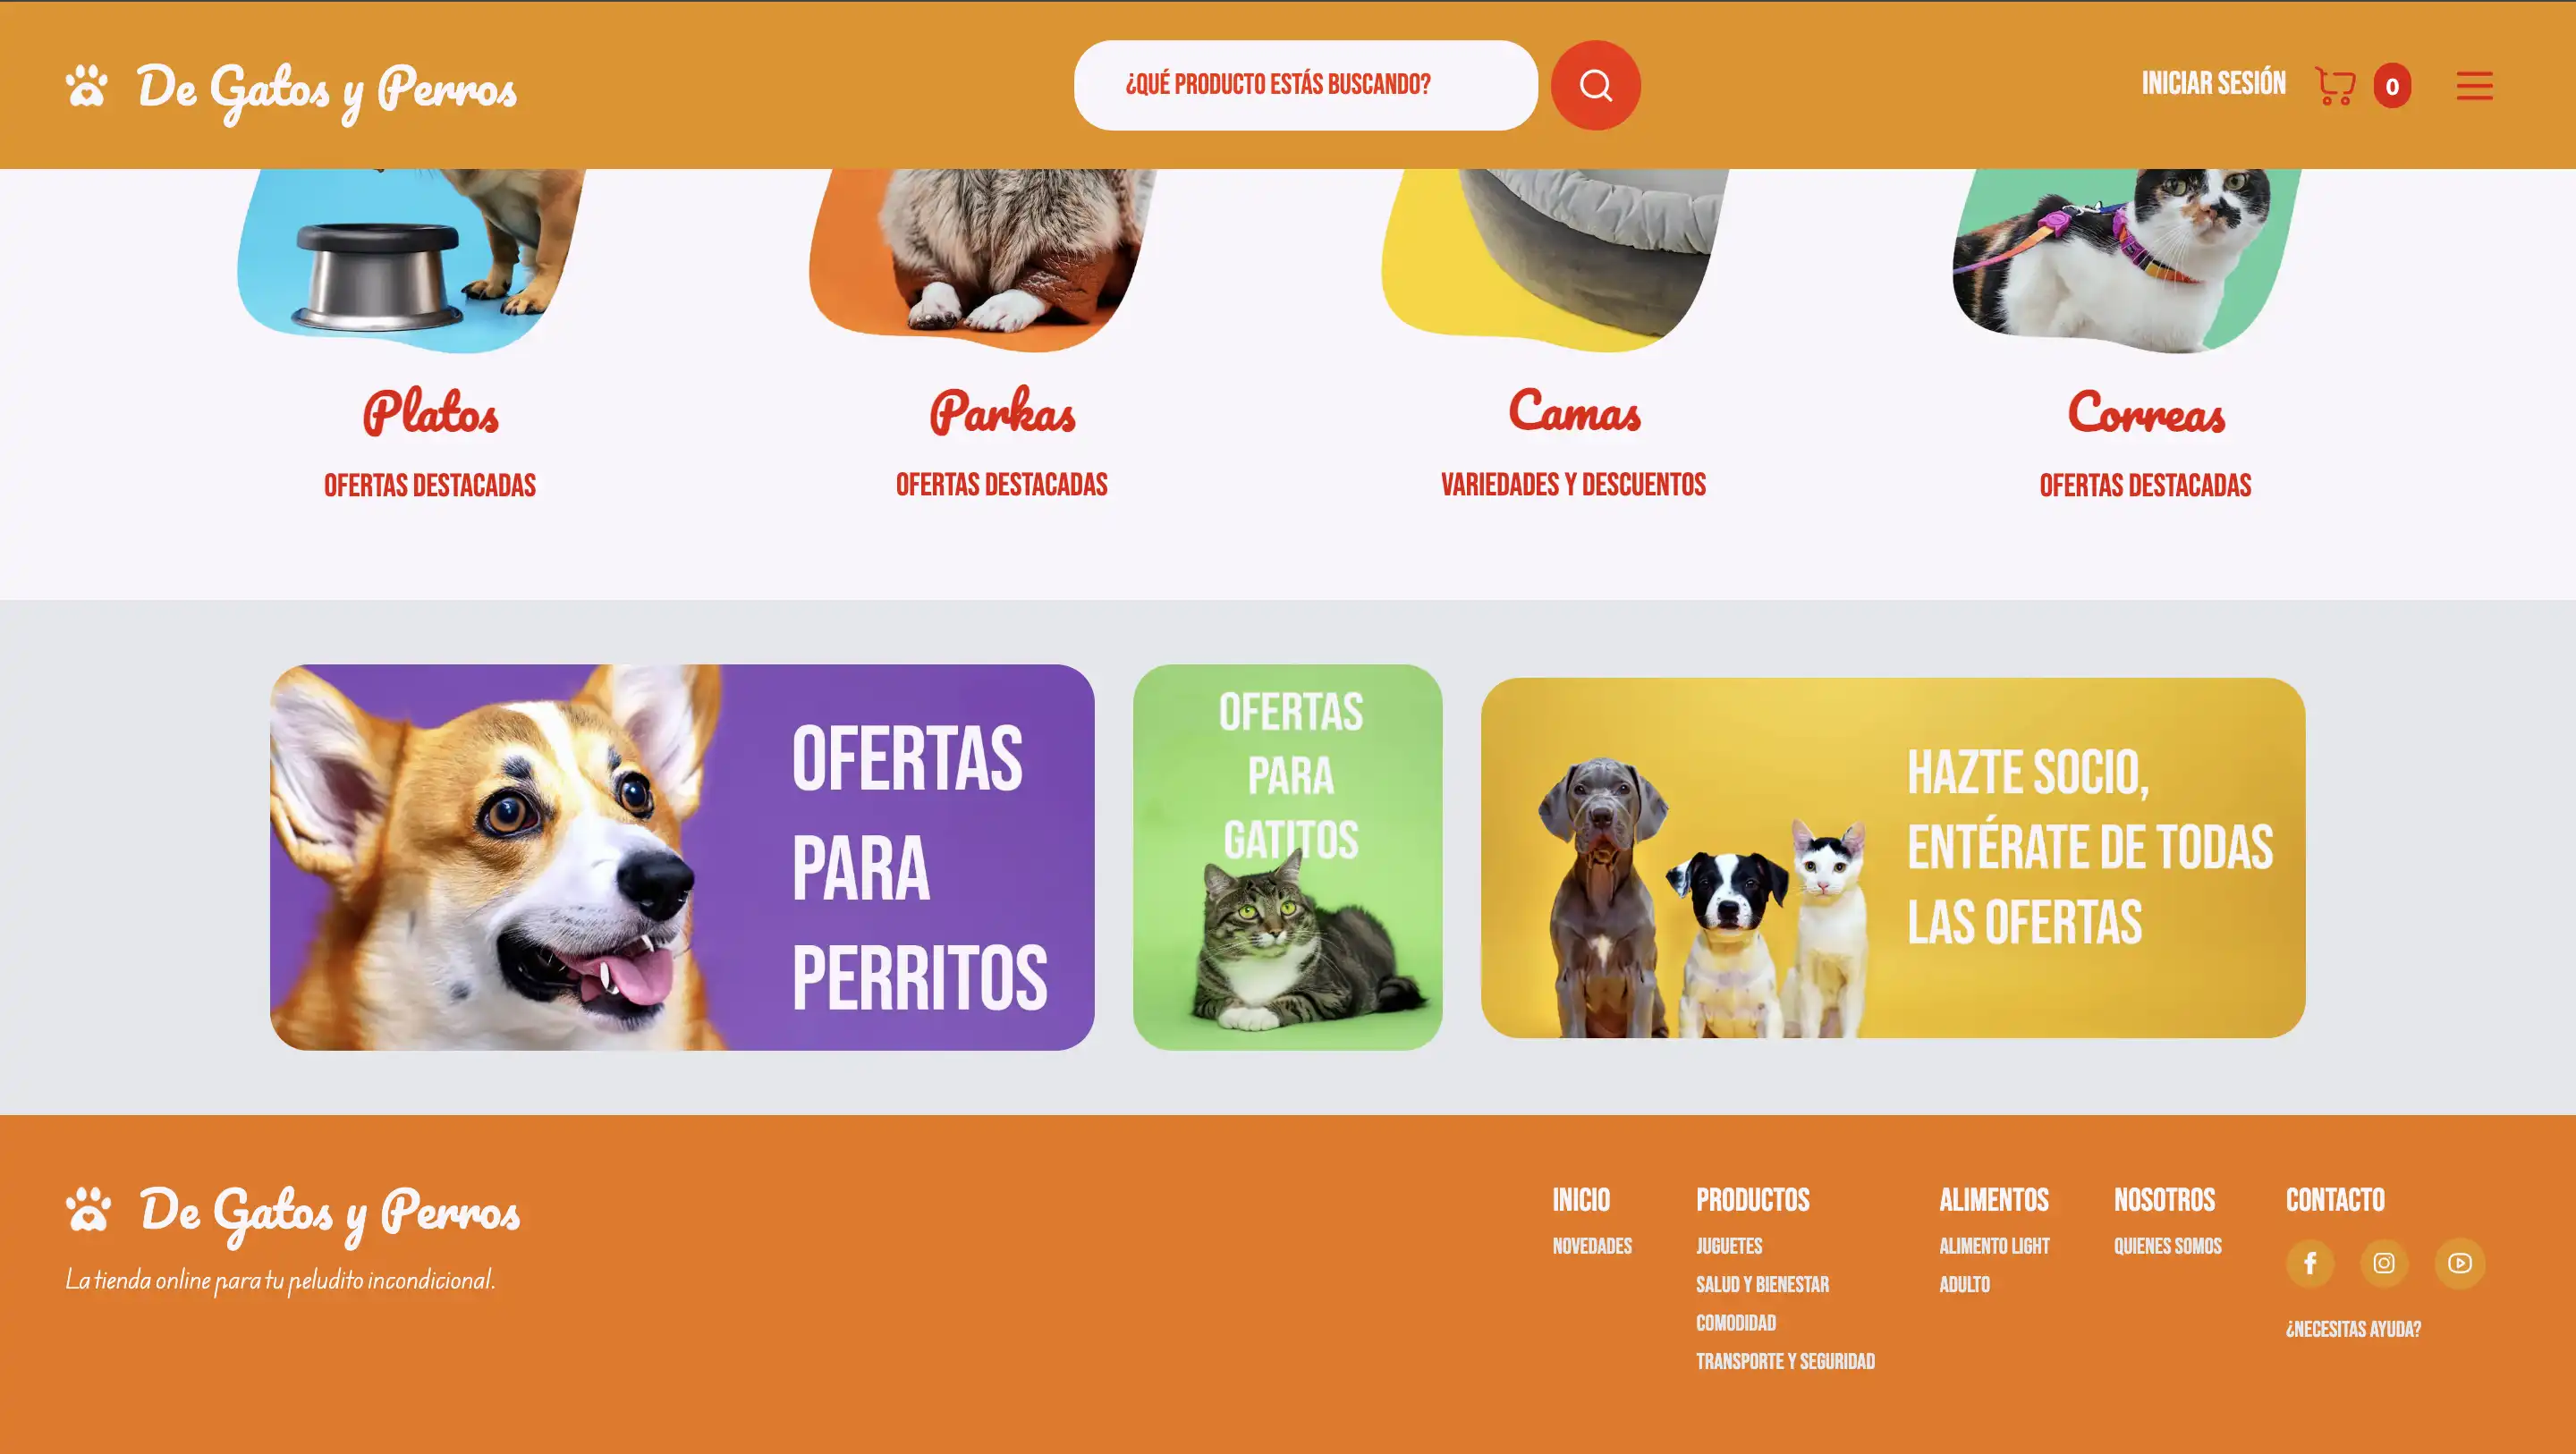 De Gatos y Perros
¿QUÉ PRODUCTO ESTÁS BUSCANDO?
INICIAR SESIÓN
0
Platos
OFERTAS DESTACADAS
Parkas
OFERTAS DESTACADAS
Camas
VARIEDADES Y DESCUENTOS
Correas
OFERTAS DESTACADAS
OFERTAS
PARA
PERRITOS
OFERTAS
PARA
GATITOS
HAZTE SOCIO,
ENTÉRATE DE TODAS
LAS OFERTAS
De Gatos y Perros
La tienda online para tu peludito incondicional.
INICIO
NOVEDADES
PRODUCTOS
JUGUETES
SALUD Y BIENESTAR
COMODIDAD
TRANSPORTE Y SEGURIDAD
ALIMENTOS
ALIMENTO LIGHT
ADULTO
NOSOTROS
QUIENES SOMOS
CONTACTO
¿NECESITAS AYUDA?